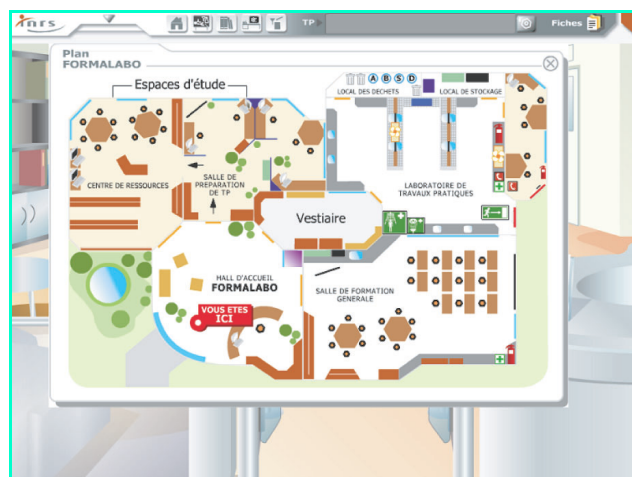 inrs
TP
Fiches
Plan
FORMALABO
Espaces d'étude
A B S D
LOCAL DES DECHETS
LOCAL DE STOCKAGE
CENTRE DE RESSOURCES
SALLE DE
PREPARATION
DE TP
LABORATOIRE DE
TRAVAUX PRATIQUES
Vestiaire
HALL D'ACCUEIL
FORMALABO
SALLE DE FORMATION
GENERALE
VOUS ETES
ICI